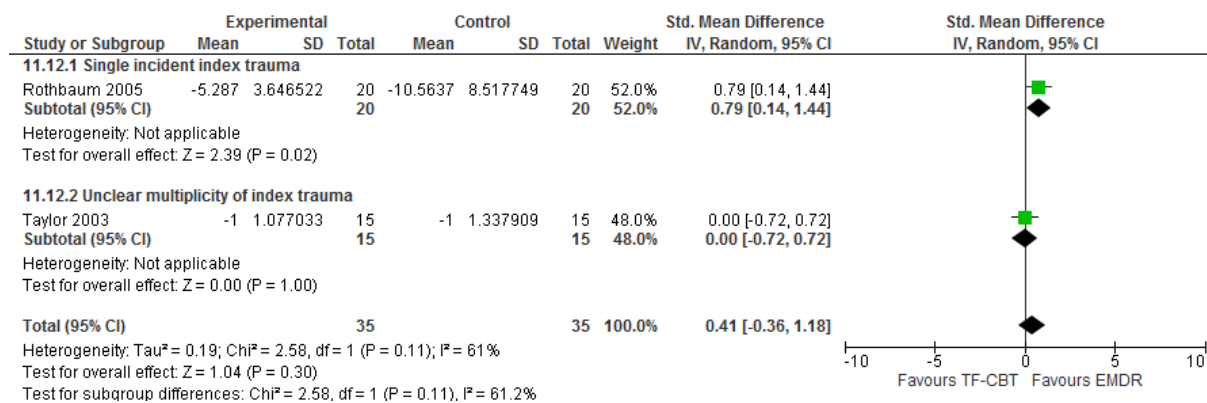 Experimental Control Std. Mean Difference Std. Mean Difference
Study or Subgroup Mean SD Total Mean SD Total Weight IV, Random, 95% CI IV, Random, 95% CI
11.12.1 Single incident index trauma
Rothbaum 2005 -5.287 3.646522 20 -10.5637 8.517749 20 52.0% 0.79 [0.14, 1.44]
Subtotal (95% CI) 20 20 52.0% 0.79 [0.14, 1.44]
Heterogeneity: Not applicable
Test for overall effect: Z = 2.39 (P = 0.02)
11.12.2 Unclear multiplicity of index trauma
Taylor 2003 -1 1.077033 15 -1 1.337909 15 48.0% 0.00 [-0.72, 0.72]
Subtotal (95% CI) 15 15 48.0% 0.00 [-0.72, 0.72]
Heterogeneity: Not applicable
Test for overall effect: Z = 0.00 (P = 1.00)
Total (95% CI) 35 35 100.0% 0.41 [-0.36, 1.18]
Heterogeneity: Tau² = 0.19; Chi² = 2.58, df = 1 (P = 0.11); I² = 61%
Test for overall effect: Z = 1.04 (P = 0.30)
Test for subgroup differences: Chi² = 2.58, df = 1 (P = 0.11), I² = 61.2%
-10 -5 0 5 10
Favours TF-CBT Favours EMDR